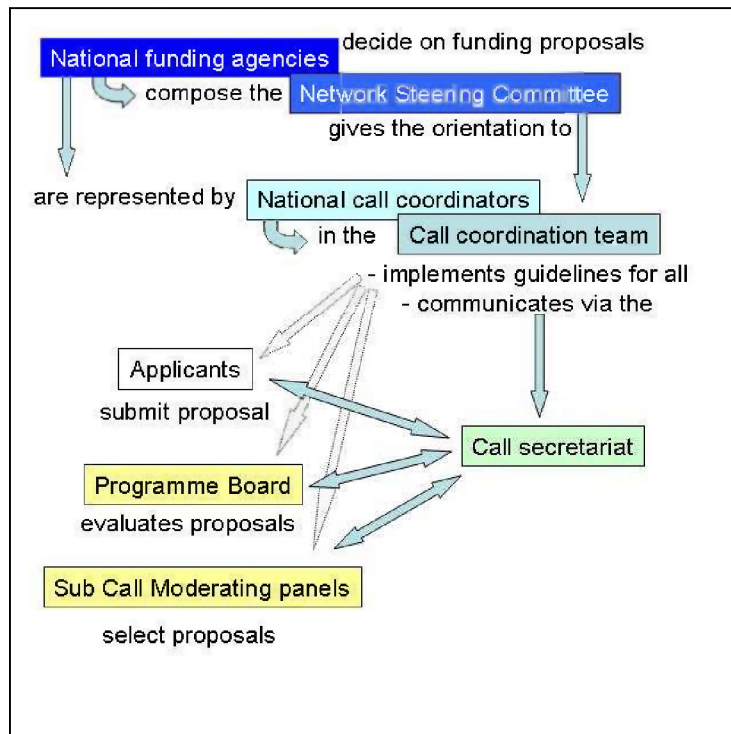 decide on funding proposals
National funding agencies
compose the Network Steering Committee
gives the orientation to
are represented by National call coordinators
in the Call coordination team
- implements guidelines for all
- communicates via the
Applicants
submit proposal
Call secretariat
Programme Board
evaluates proposals
Sub Call Moderating panels
select proposals